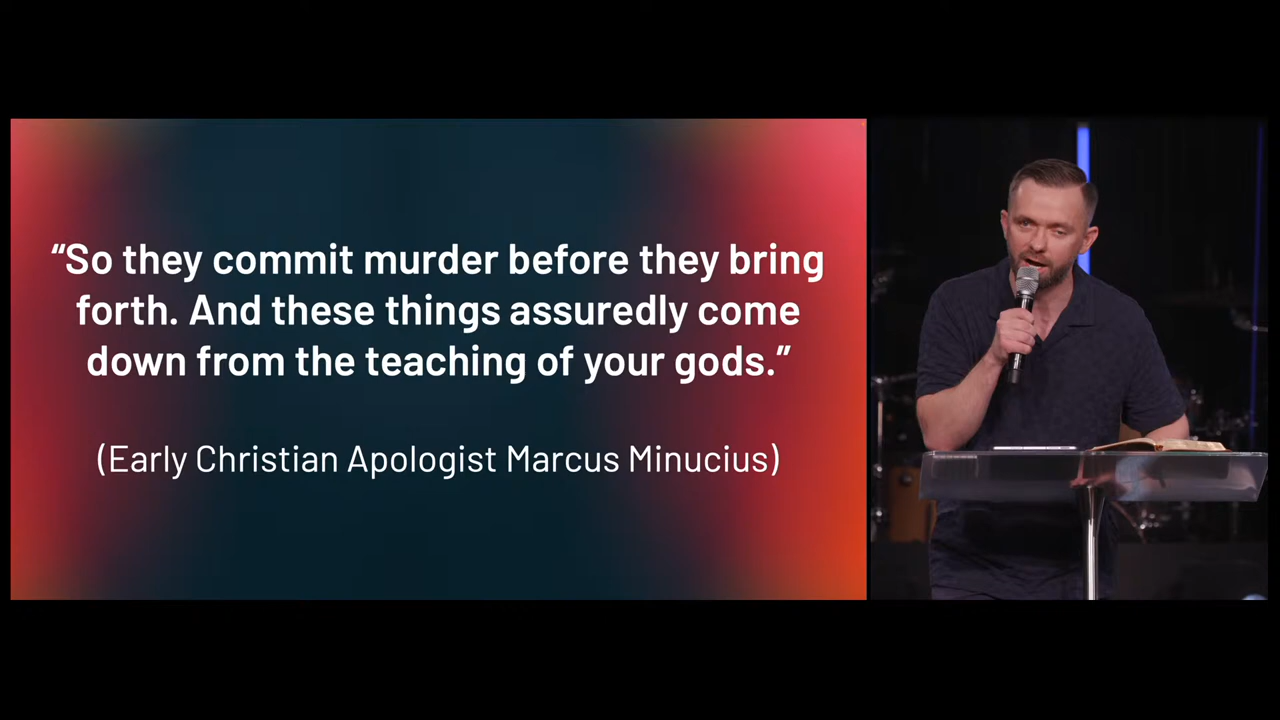 “So they commit murder before they bring
forth. And these things assuredly come
down from the teaching of your gods.”
(Early Christian Apologist Marcus Minucius)